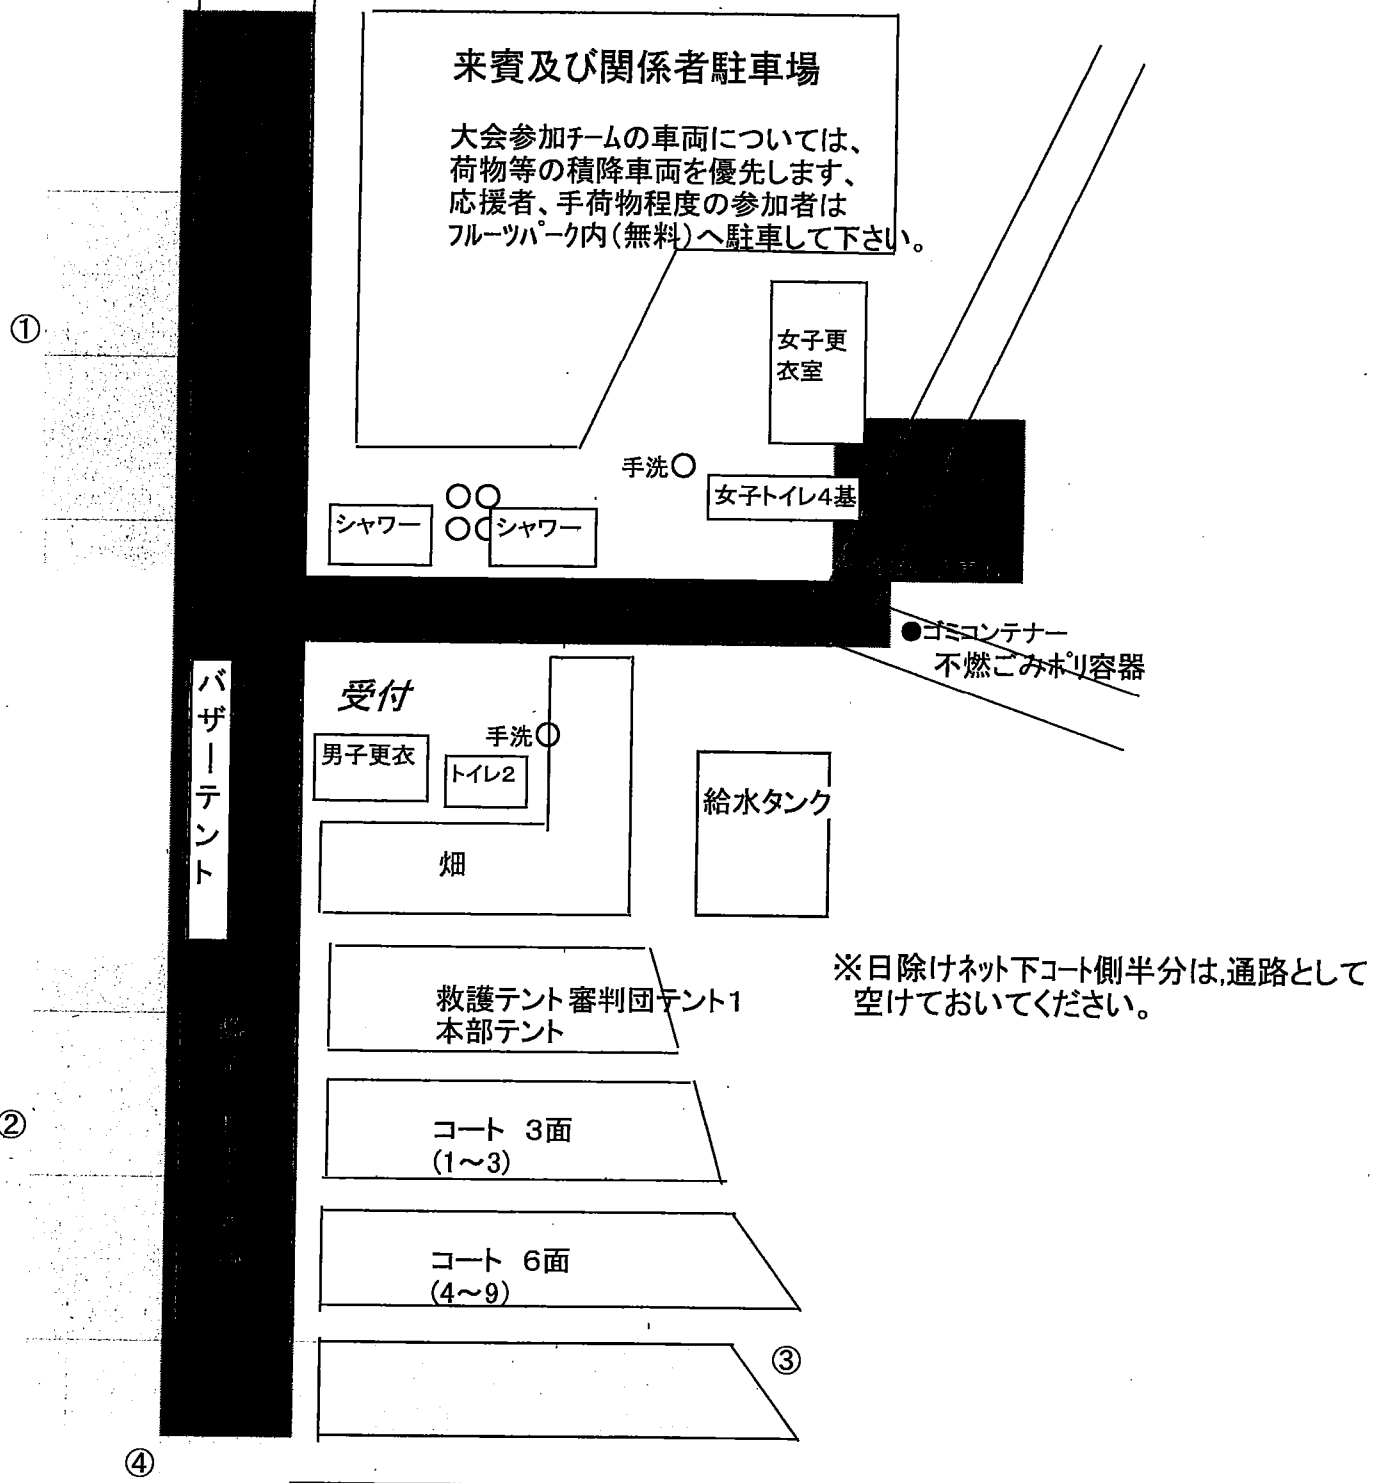 来賓及び関係者駐車場
大会参加チームの車両については、
荷物等の積降車両を優先します、
応援者、手荷物程度の参加者は
フルーツパーク内(無料)へ駐車して下さい。
①
女子更
衣室
手洗○
女子トイレ4基
シャワー
シャワー
●ゴミコンテナー
不燃ごみポリ容器
バザーテント
受付
手洗○
男子更衣
トイレ2
給水タンク
畑
※日除けネット下コート側半分は,通路として
空けておいてください。
救護テント 審判団テント1
本部テント
②
コート 3面
(1～3)
コート 6面
(4～9)
③
④